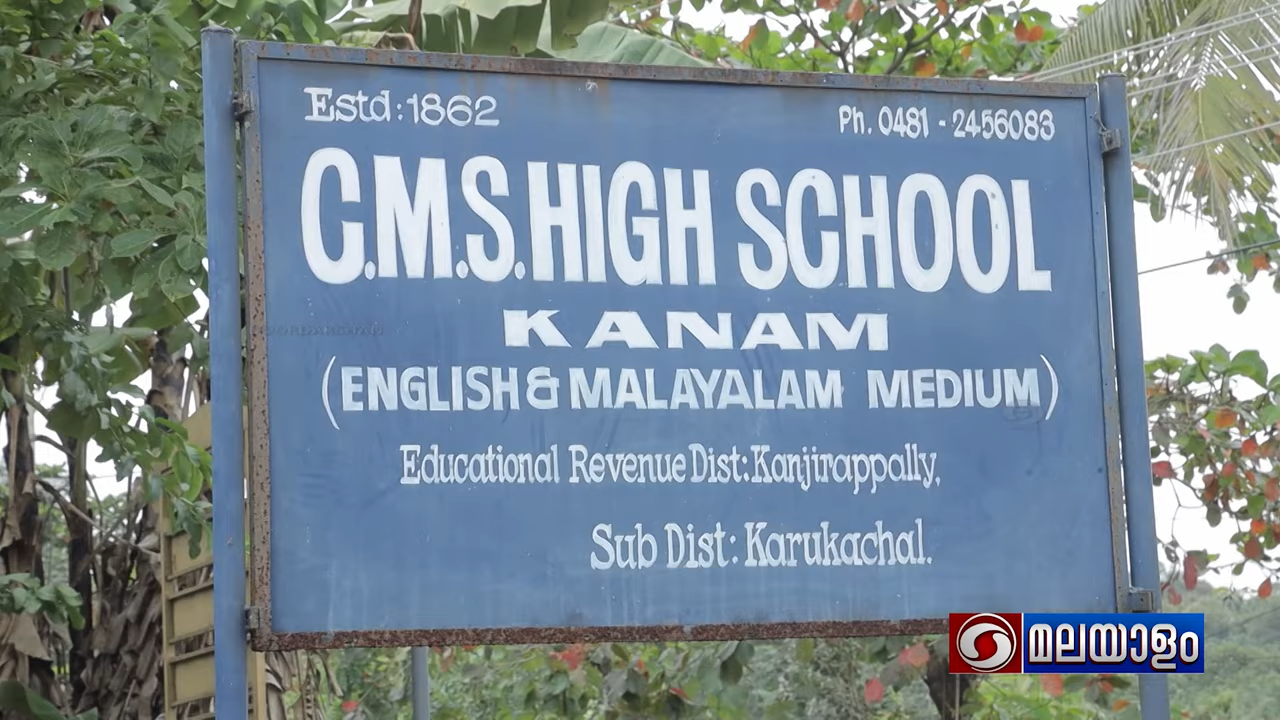 Estd: 1862
Ph. 0481 - 2456083
C.M.S. HIGH SCHOOL
KANAM
(ENGLISH & MALAYALAM MEDIUM)
Educational Revenue Dist: Kanjirappally,
Sub Dist: Karukachal.
മലയാളം